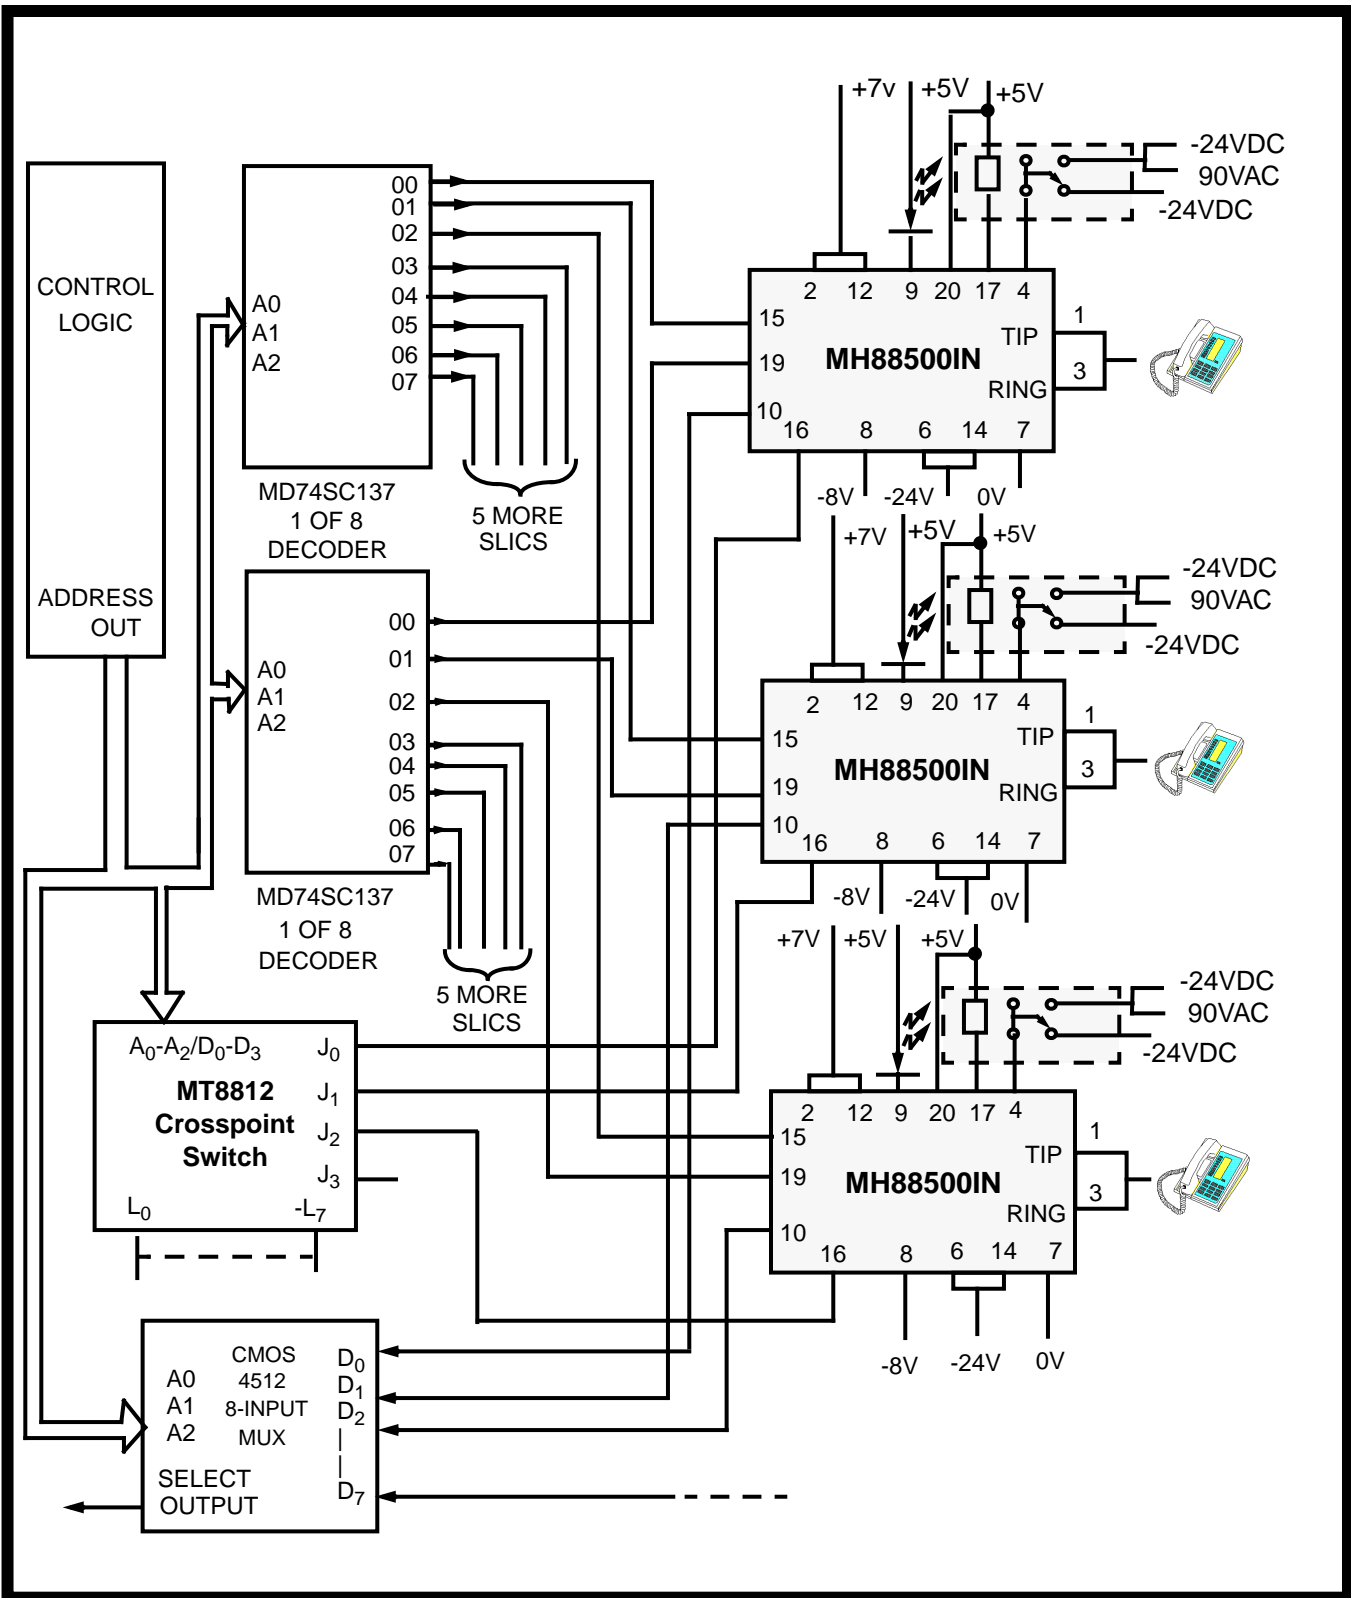 CONTROL
LOGIC
ADDRESS
OUT
A0
A1
A2
00
01
02
03
04
05
06
07
MD74SC137
1 OF 8
DECODER
5 MORE
SLICS
A0
A1
A2
00
01
02
03
04
05
06
07
MD74SC137
1 OF 8
DECODER
5 MORE
SLICS
A0-A2/D0-D3
MT8812
Crosspoint
Switch
J0
J1
J2
J3
L0
-L7
CMOS
4512
8-INPUT
MUX
A0
A1
A2
D0
D1
D2
|
|
D7
SELECT
OUTPUT
+7v
+5V
+5V
-24VDC
90VAC
-24VDC
2 12 9 20 17 4
15
19
10
MH88500IN
TIP
RING
1
3
16 8 6 14 7
-8V
-24V
0V
+7V
+5V
+5V
-24VDC
90VAC
-24VDC
2 12 9 20 17 4
15
19
10
MH88500IN
TIP
RING
1
3
16 8 6 14 7
-8V
-24V
0V
+7V
+5V
+5V
-24VDC
90VAC
-24VDC
2 12 9 20 17 4
15
19
10
MH88500IN
TIP
RING
1
3
16 8 6 14 7
-8V
-24V
0V